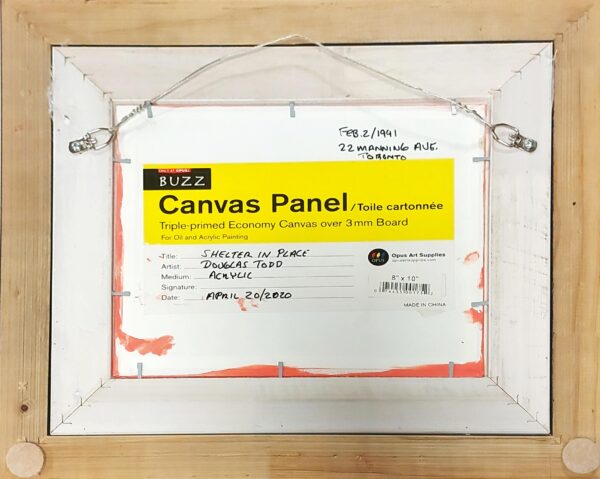 FEB.2/1941
22 MANNING AVE.
TORONTO
ONLY AT OPUS!
BUZZ
Canvas Panel / Toile cartonnée
Triple-primed Economy Canvas over 3mm Board
For Oil and Acrylic Painting
Title: SHELTER IN PLACE
Artist: DOUGLAS TODD
Medium: ACRYLIC
Signature:
Date: APRIL 20/2020
OPUS
Opus Art Supplies
8" x 10"
MADE IN CHINA